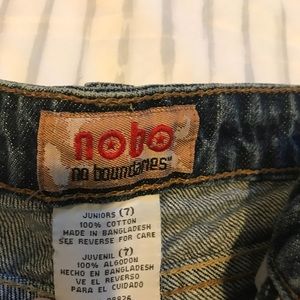 nobo
no boundaries™
JUNIORS (7)
100% COTTON
MADE IN BANGLADESH
SEE REVERSE FOR CARE
JUVENIL (7)
100% ALGODON
HECHO EN BANGLADESH
VE EL REVERSO
PARA EL CUIDADO